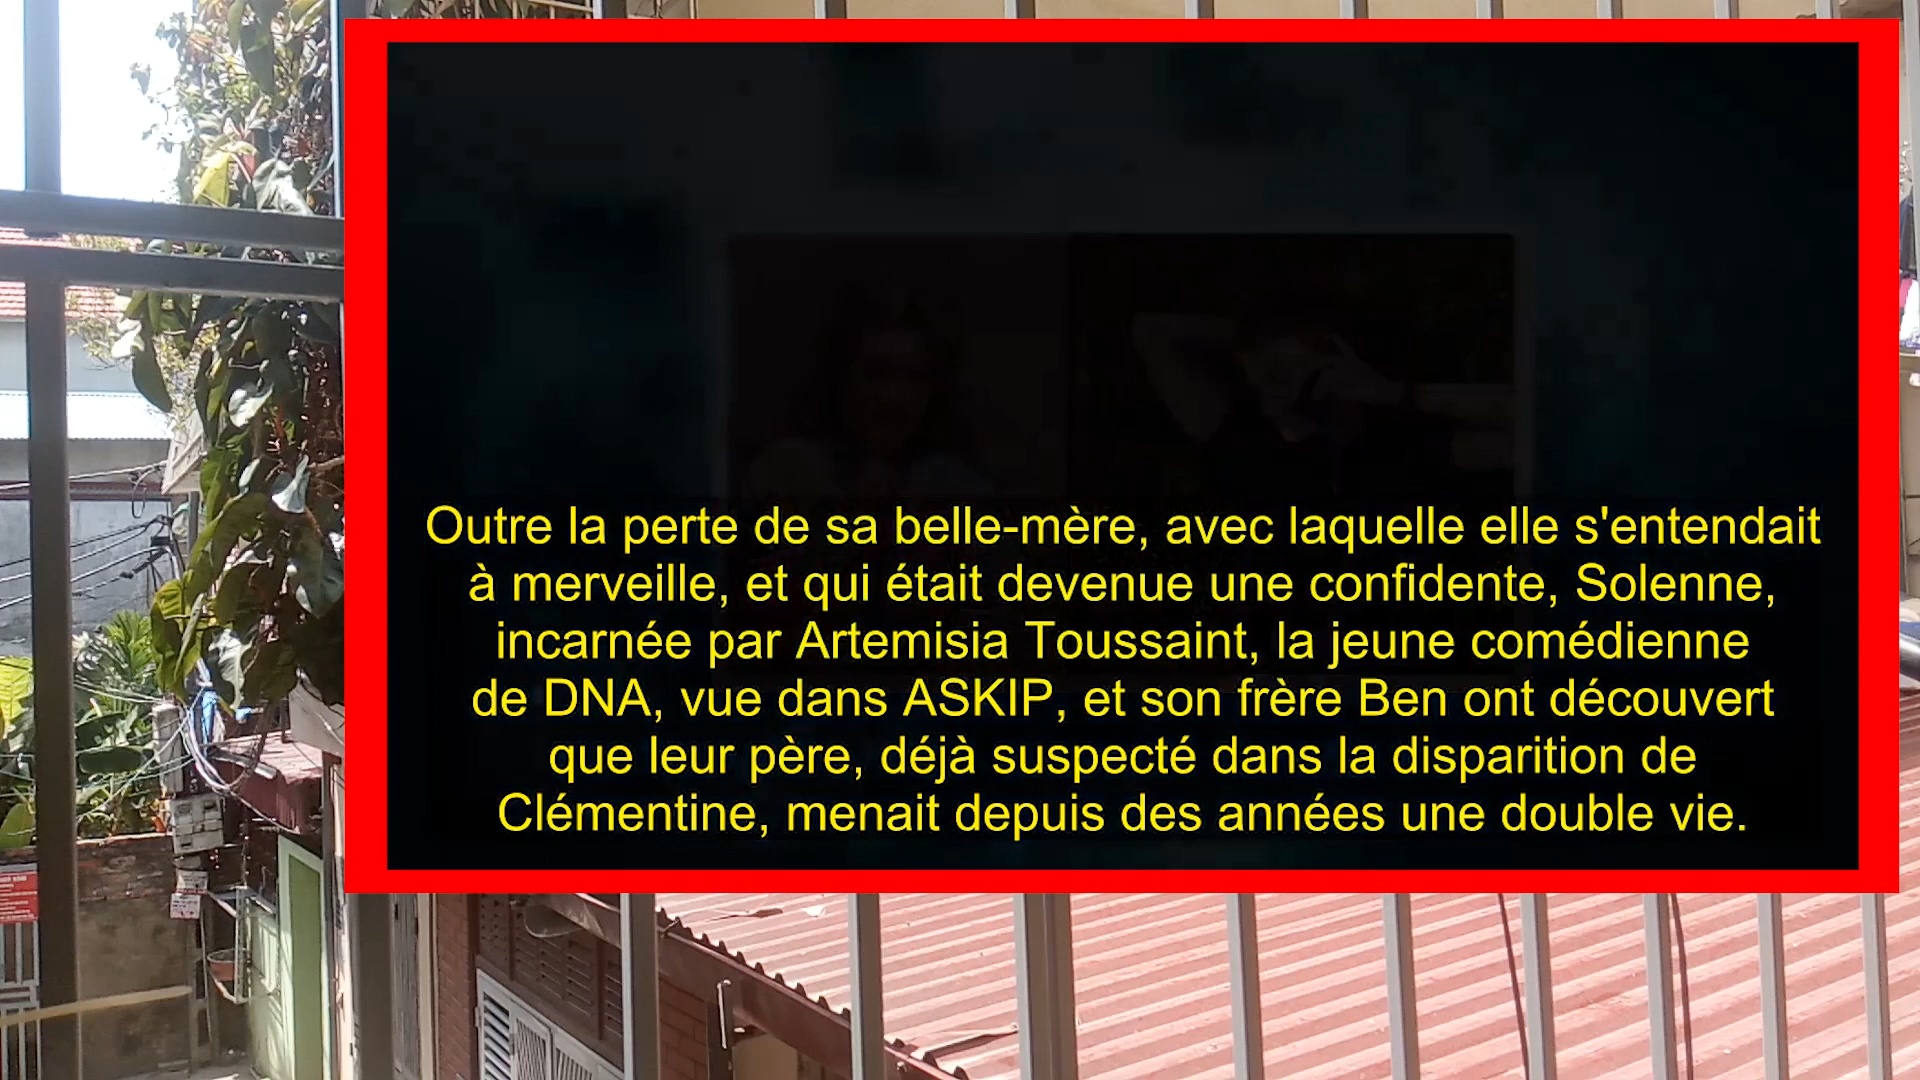 Outre la perte de sa belle-mère, avec laquelle elle s'entendait
à merveille, et qui était devenue une confidente, Solenne,
incarnée par Artemisia Toussaint, la jeune comédienne
de DNA, vue dans ASKIP, et son frère Ben ont découvert
que leur père, déjà suspecté dans la disparition de
Clémentine, menait depuis des années une double vie.